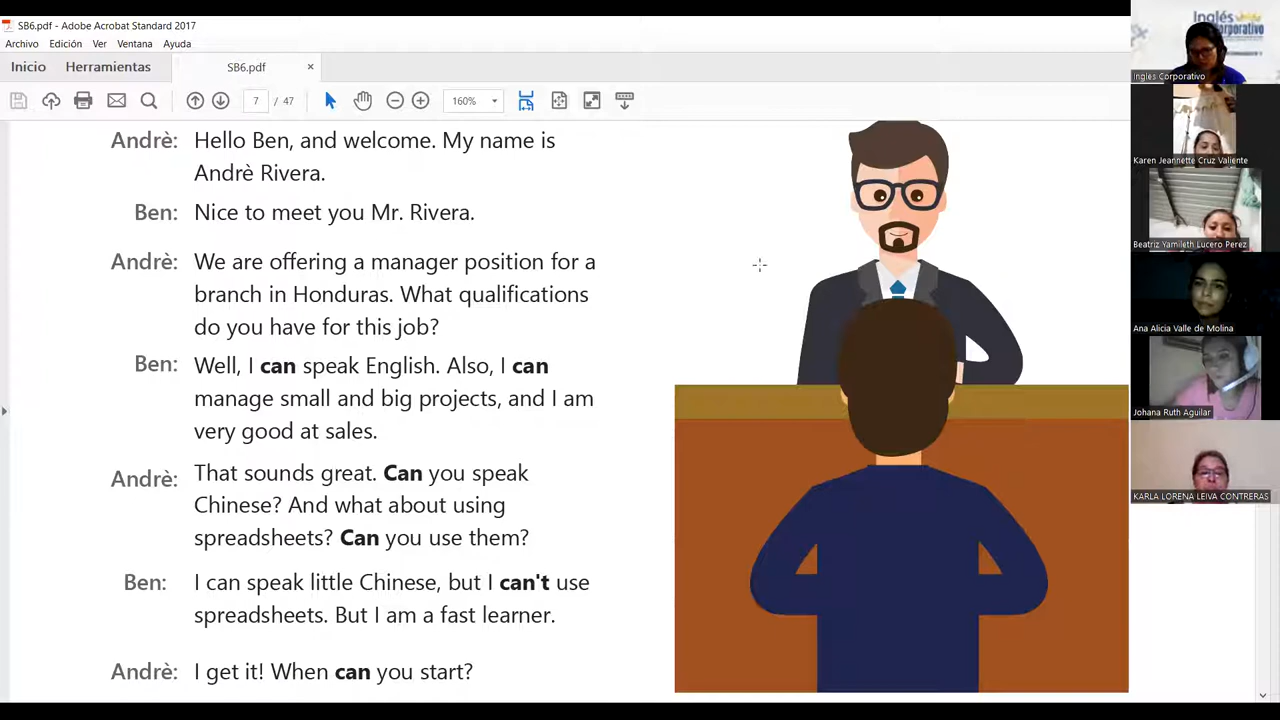 SB6.pdf - Adobe Acrobat Standard 2017
Archivo Edición Ver Ventana Ayuda
Inicio Herramientas SB6.pdf ×
7 / 47 160%
Andrè: Hello Ben, and welcome. My name is
Andrè Rivera.
Ben: Nice to meet you Mr. Rivera.
Andrè: We are offering a manager position for a
branch in Honduras. What qualifications
do you have for this job?
Ben: Well, I can speak English. Also, I can
manage small and big projects, and I am
very good at sales.
Andrè: That sounds great. Can you speak
Chinese? And what about using
spreadsheets? Can you use them?
Ben: I can speak little Chinese, but I can't use
spreadsheets. But I am a fast learner.
Andrè: I get it! When can you start?
Inglés
Corporativo
Ingles Corporativo
Karen Jeannette Cruz Valiente
Beatriz Yamileth Lucero Perez
Ana Alicia Valle de Molina
Johana Ruth Aguilar
KARLA LORENA LEIVA CONTRERAS